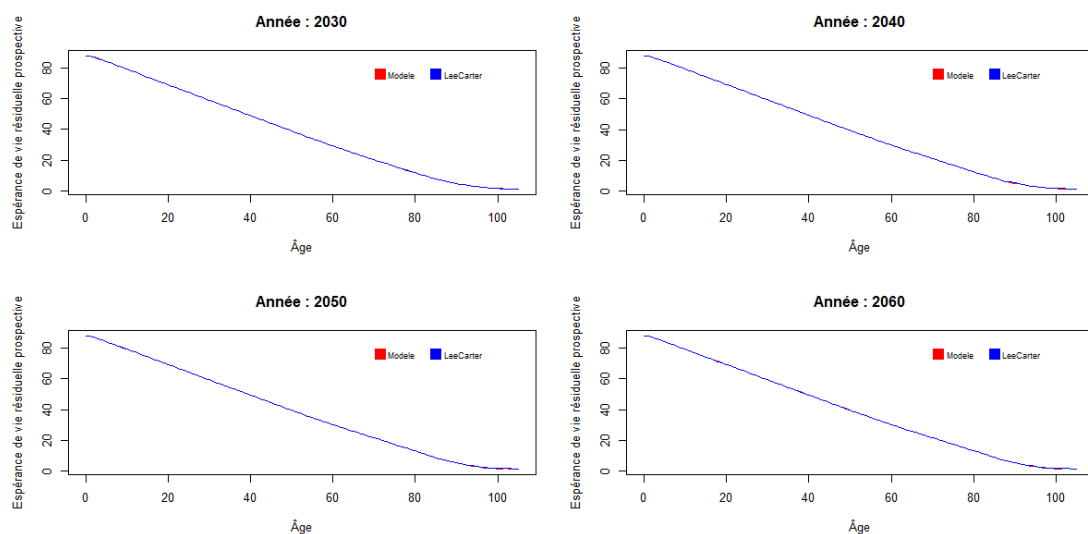 Année : 2030
Espérance de vie résiduelle prospective
80
60
40
20
0
Modele
LeeCarter
0 20 40 60 80 100
Âge
Année : 2040
Espérance de vie résiduelle prospective
80
60
40
20
0
Modele
LeeCarter
0 20 40 60 80 100
Âge
Année : 2050
Espérance de vie résiduelle prospective
80
60
40
20
0
Modele
LeeCarter
0 20 40 60 80 100
Âge
Année : 2060
Espérance de vie résiduelle prospective
80
60
40
20
0
Modele
LeeCarter
0 20 40 60 80 100
Âge